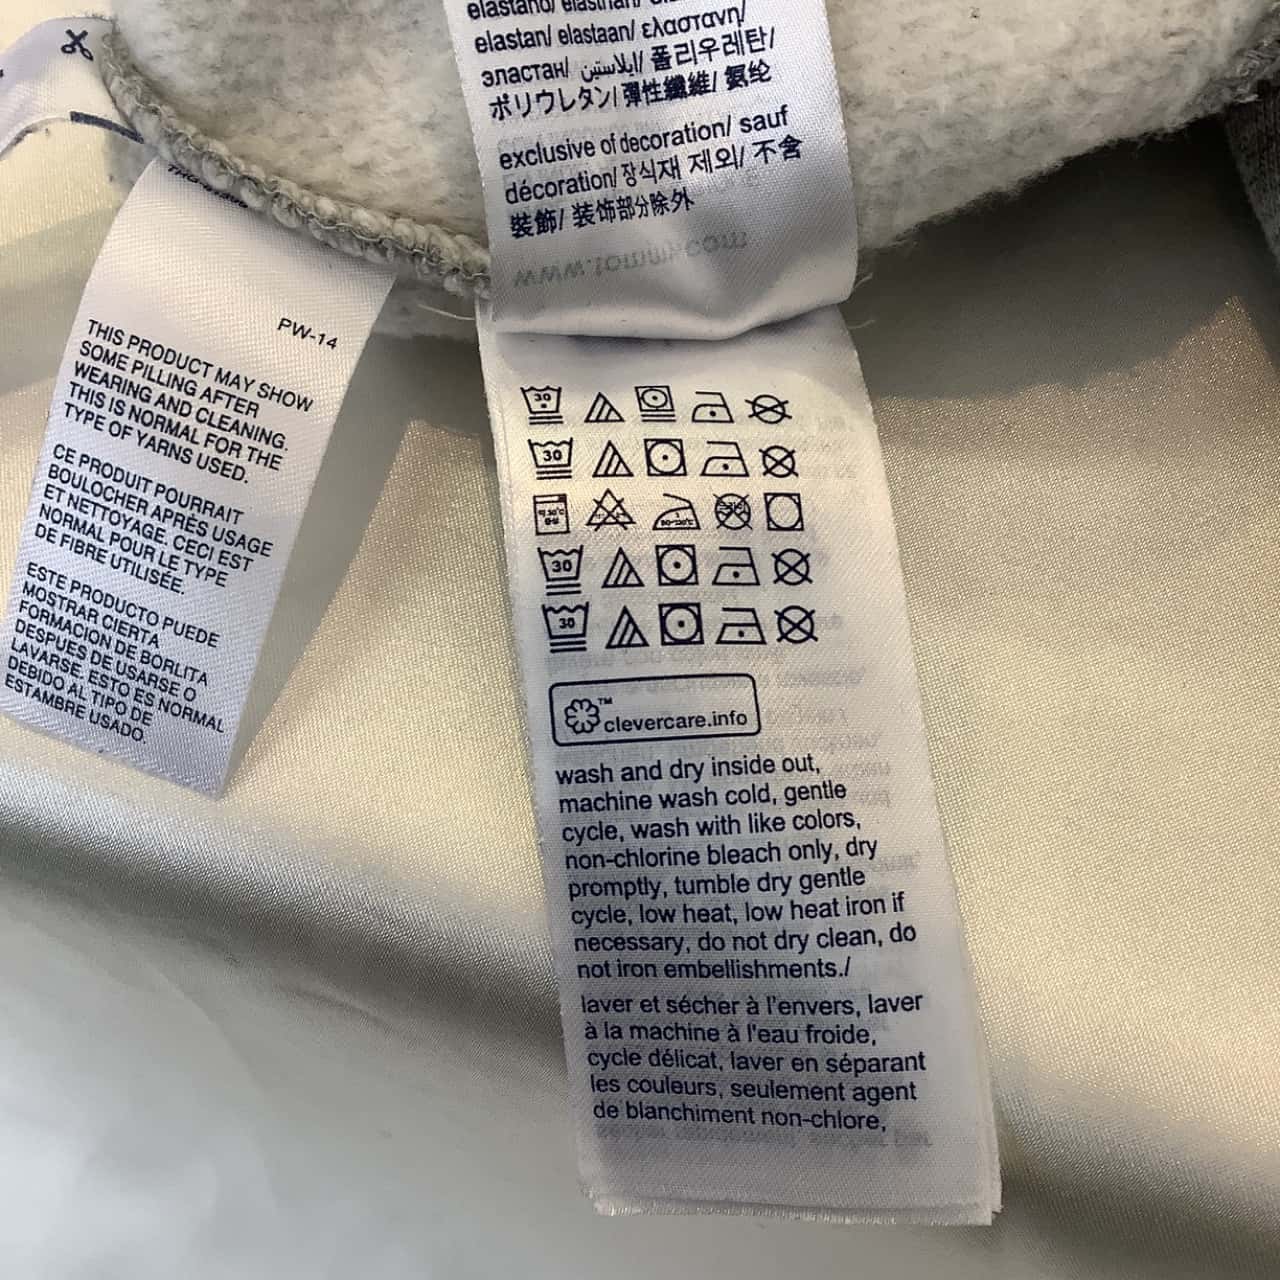 elastan/ elastaan/ ελαστανη/
эластан/ إيلاستين/ 폴리우레탄/
ポリウレタン/ 彈性纖維/ 氨纶
exclusive of decoration/ sauf
décoration/ 장식재 제외/ 不含
裝飾/ 装饰部分除外
PW-14
THIS PRODUCT MAY SHOW
SOME PILLING AFTER
WEARING AND CLEANING.
THIS IS NORMAL FOR THE
TYPE OF YARNS USED.
CE PRODUIT POURRAIT
BOULOCHER APRÈS USAGE
ET NETTOYAGE. CECI EST
NORMAL POUR LE TYPE
DE FIBRE UTILISÉE.
ESTE PRODUCTO PUEDE
MOSTRAR CIERTA
FORMACION DE BORLITA
DESPUES DE USARSE O
LAVARSE. ESTO ES NORMAL
DEBIDO AL TIPO DE
ESTAMBRE USADO.
30
30
30
30
™
clevercare.info
wash and dry inside out,
machine wash cold, gentle
cycle, wash with like colors,
non-chlorine bleach only, dry
promptly, tumble dry gentle
cycle, low heat, low heat iron if
necessary, do not dry clean, do
not iron embellishments./
laver et sécher à l'envers, laver
à la machine à l'eau froide,
cycle délicat, laver en séparant
les couleurs, seulement agent
de blanchiment non-chlore,